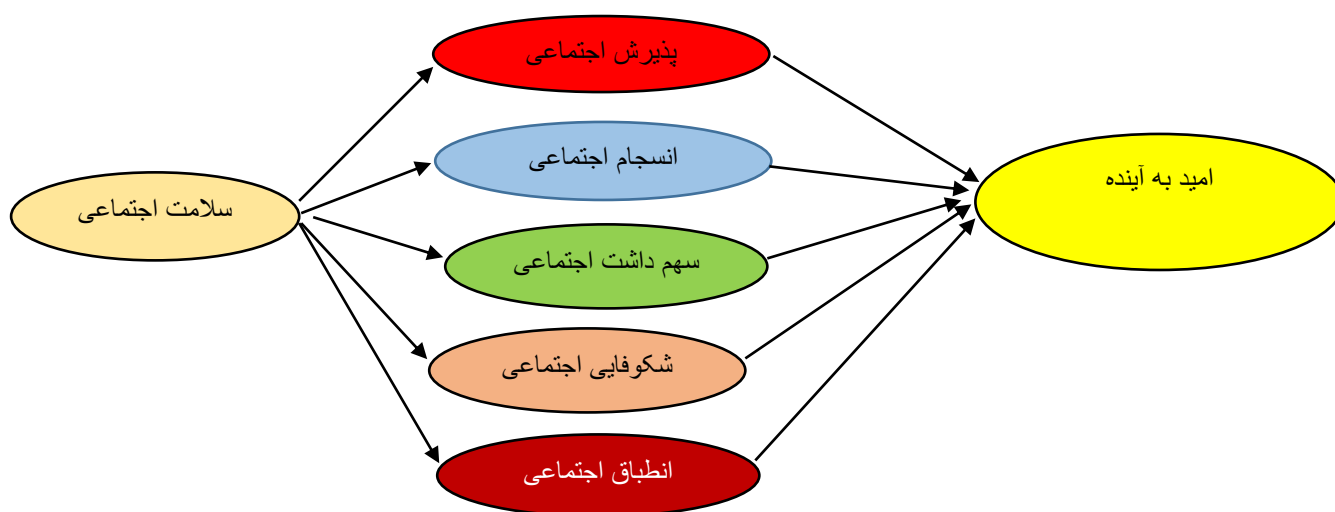 پذیرش اجتماعی
انسجام اجتماعی
امید به آینده
سلامت اجتماعی
سهم داشت اجتماعی
شکوفایی اجتماعی
انطباق اجتماعی